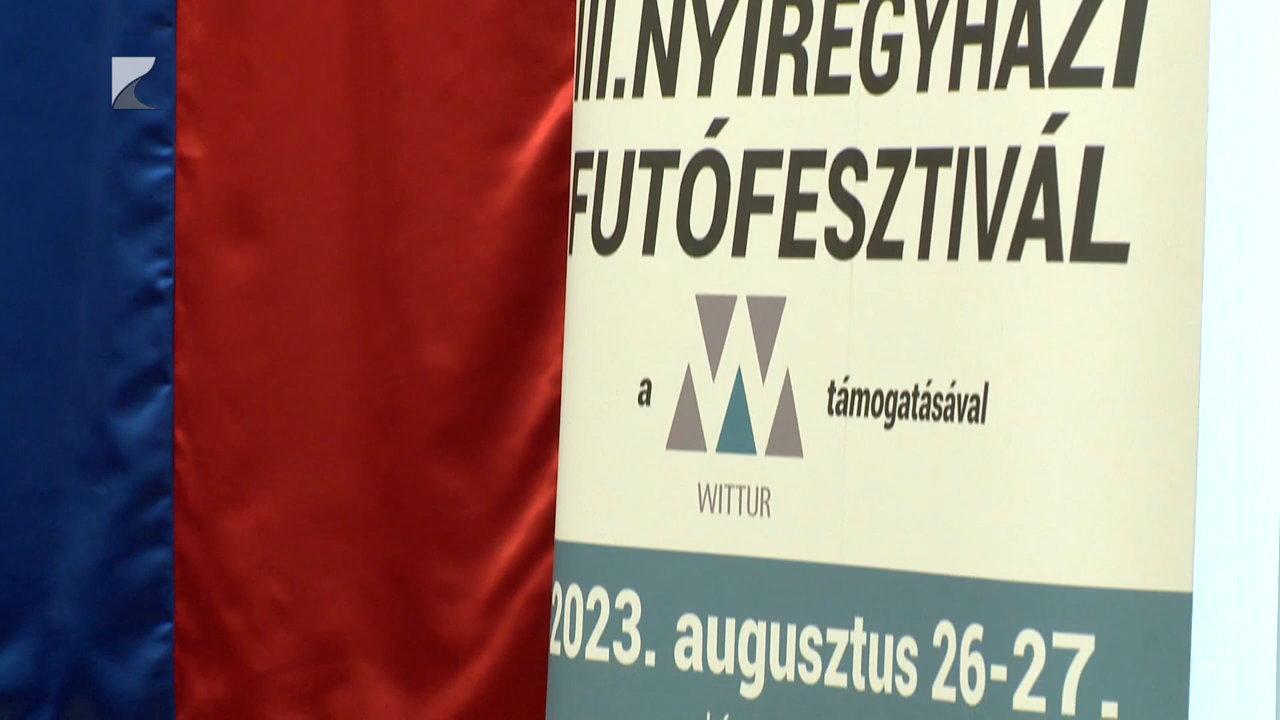 III. NYÍREGYHÁZI
FUTÓFESZTIVÁL
a WITTUR támogatásával
2023. augusztus 26-27.